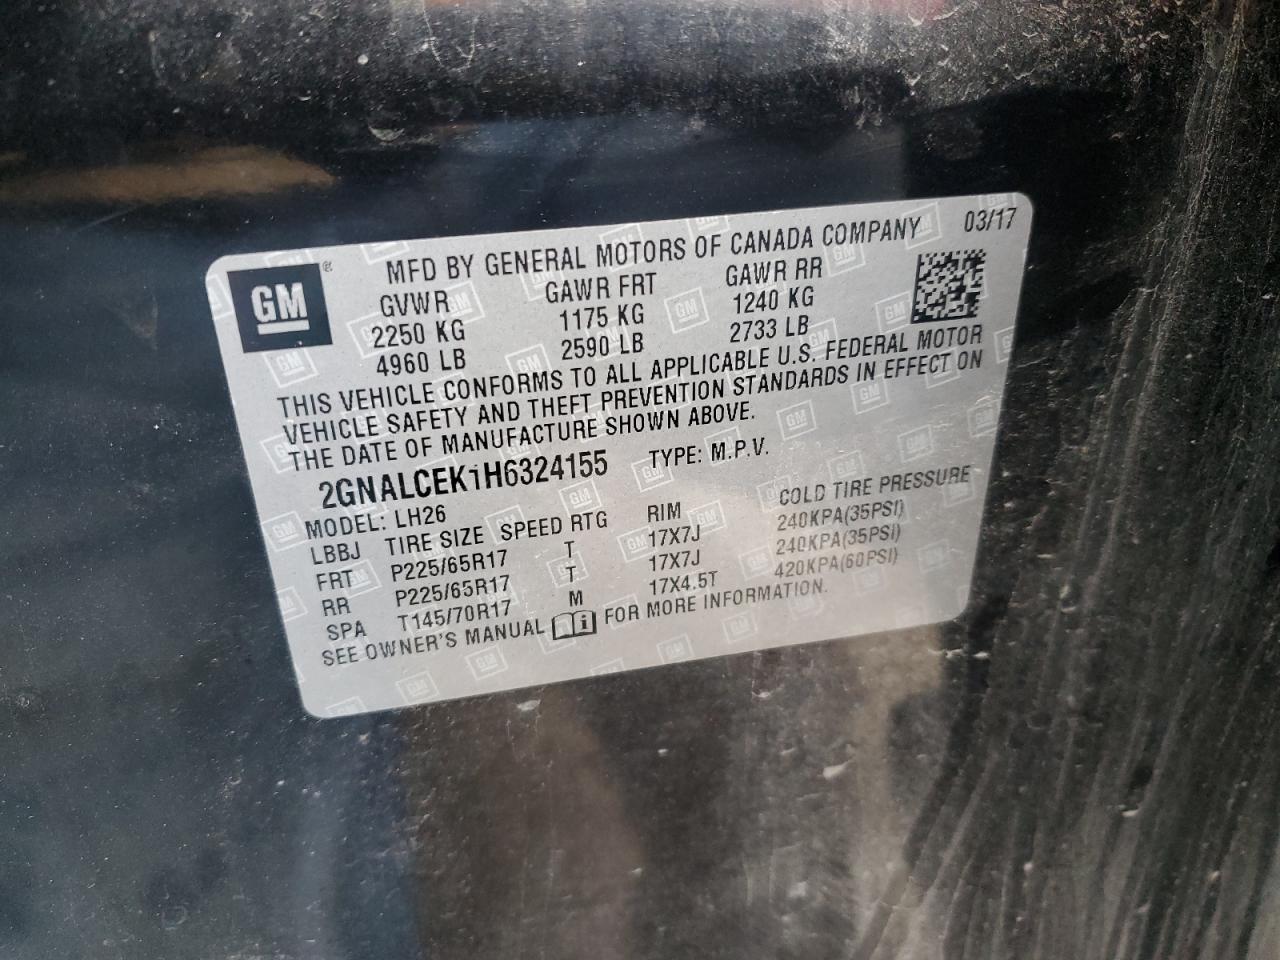 GM
®
MFD BY GENERAL MOTORS OF CANADA COMPANY 03/17
GVWR GAWR FRT GAWR RR
2250 KG 1175 KG 1240 KG
4960 LB 2590 LB 2733 LB
THIS VEHICLE CONFORMS TO ALL APPLICABLE U.S. FEDERAL MOTOR
VEHICLE SAFETY AND THEFT PREVENTION STANDARDS IN EFFECT ON
THE DATE OF MANUFACTURE SHOWN ABOVE.
2GNALCEK1H6324155 TYPE: M.P.V.
MODEL: LH26
LBBJ TIRE SIZE SPEED RTG RIM COLD TIRE PRESSURE
FRT P225/65R17 T 17X7J 240KPA(35PSI)
RR P225/65R17 T 17X7J 240KPA(35PSI)
SPA T145/70R17 M 17X4.5T 420KPA(60PSI)
SEE OWNER'S MANUAL i FOR MORE INFORMATION.